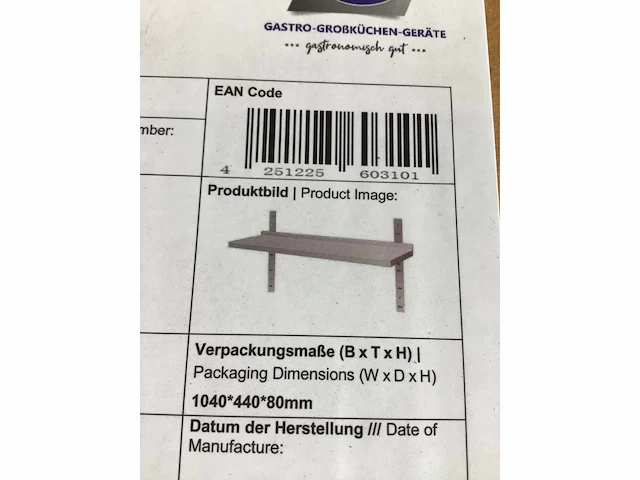 GASTRO-GROßKÜCHEN-GERÄTE
••• gastronomisch gut •••
EAN Code
mber:
4 251225 603101
Produktbild | Product Image:
Verpackungsmaße (B x T x H) |
Packaging Dimensions (W x D x H)
1040*440*80mm
Datum der Herstellung /// Date of
Manufacture: